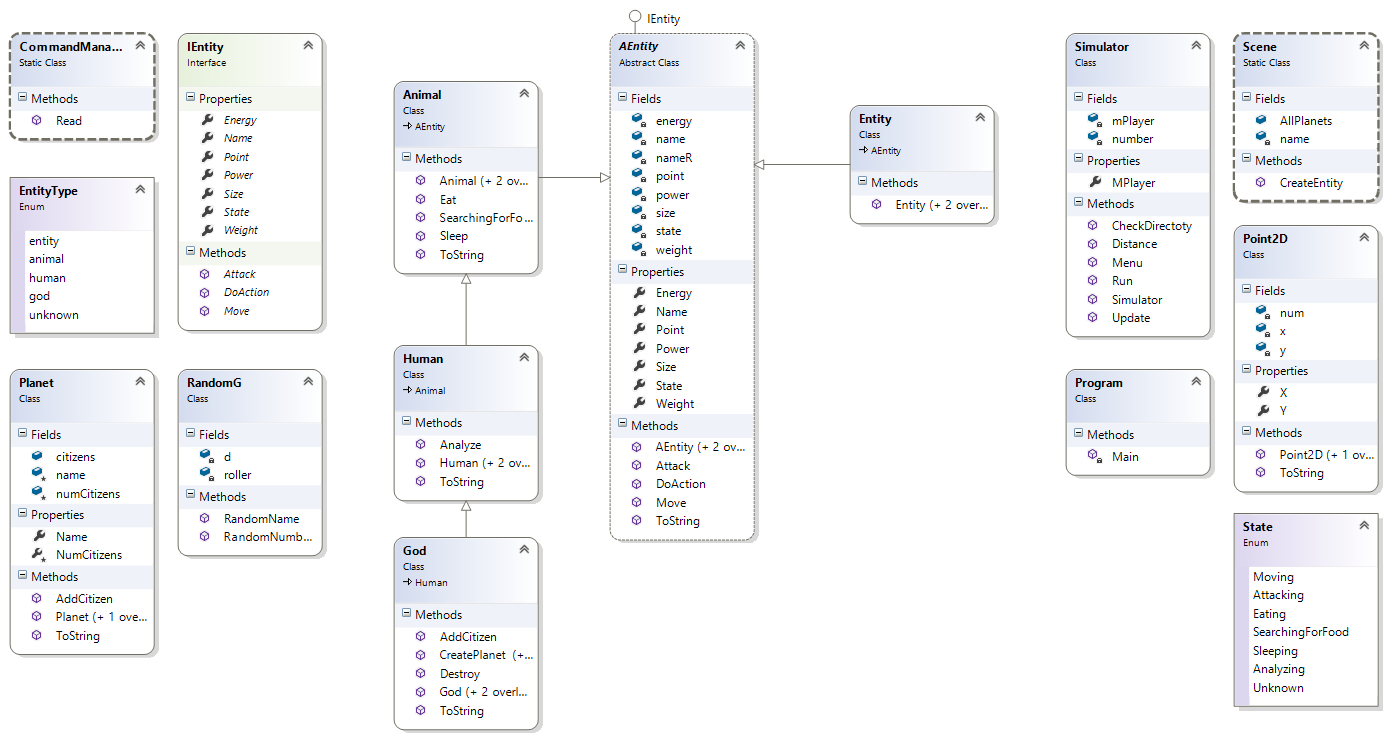 CommandMana...
Static Class
Methods
Read
EntityType
Enum
entity
animal
human
god
unknown
Planet
Class
Fields
citizens
name
numCitizens
Properties
Name
NumCitizens
Methods
AddCitizen
Planet (+ 1 ove...
ToString
IEntity
Interface
Properties
Energy
Name
Point
Power
Size
State
Weight
Methods
Attack
DoAction
Move
RandomG
Class
Fields
d
roller
Methods
RandomName
RandomNumb...
Animal
Class
AEntity
Methods
Animal (+ 2 ov...
Eat
SearchingForFo...
Sleep
ToString
Human
Class
Animal
Methods
Analyze
Human (+ 2 ov...
ToString
God
Class
Human
Methods
AddCitizen
CreatePlanet (+...
Destroy
God (+ 2 overl...
ToString
IEntity
AEntity
Abstract Class
Fields
energy
name
nameR
point
power
size
state
weight
Properties
Energy
Name
Point
Power
Size
State
Weight
Methods
AEntity (+ 2 ov...
Attack
DoAction
Move
ToString
Entity
Class
AEntity
Methods
Entity (+ 2 over...
Simulator
Class
Fields
mPlayer
number
Properties
MPlayer
Methods
CheckDirectoty
Distance
Menu
Run
Simulator
Update
Program
Class
Methods
Main
Scene
Static Class
Fields
AllPlanets
name
Methods
CreateEntity
Point2D
Class
Fields
num
x
y
Properties
X
Y
Methods
Point2D (+ 1 ov...
ToString
State
Enum
Moving
Attacking
Eating
SearchingForFood
Sleeping
Analyzing
Unknown